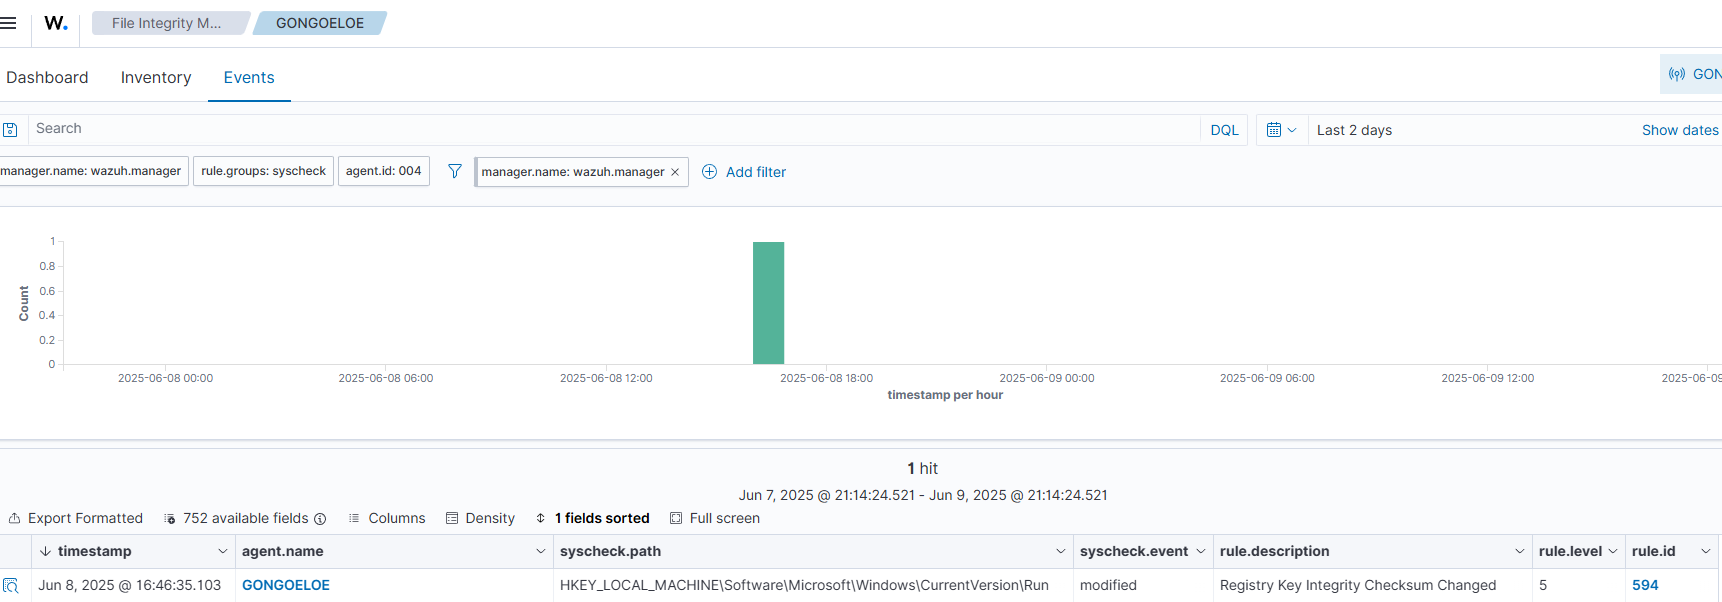 W. File Integrity M... GONGOELOE
Dashboard Inventory Events
GON
Search DQL Last 2 days Show dates
manager.name: wazuh.manager rule.groups: syscheck agent.id: 004 manager.name: wazuh.manager × Add filter
1
0.8
0.6
0.4
0.2
0
Count
2025-06-08 00:00 2025-06-08 06:00 2025-06-08 12:00 2025-06-08 18:00 2025-06-09 00:00 2025-06-09 06:00 2025-06-09 12:00 2025-06-09
timestamp per hour
1 hit
Jun 7, 2025 @ 21:14:24.521 - Jun 9, 2025 @ 21:14:24.521
Export Formatted 752 available fields Columns Density 1 fields sorted Full screen
timestamp agent.name syscheck.path syscheck.event rule.description rule.level rule.id
Jun 8, 2025 @ 16:46:35.103 GONGOELOE HKEY_LOCAL_MACHINE\Software\Microsoft\Windows\CurrentVersion\Run modified Registry Key Integrity Checksum Changed 5 594